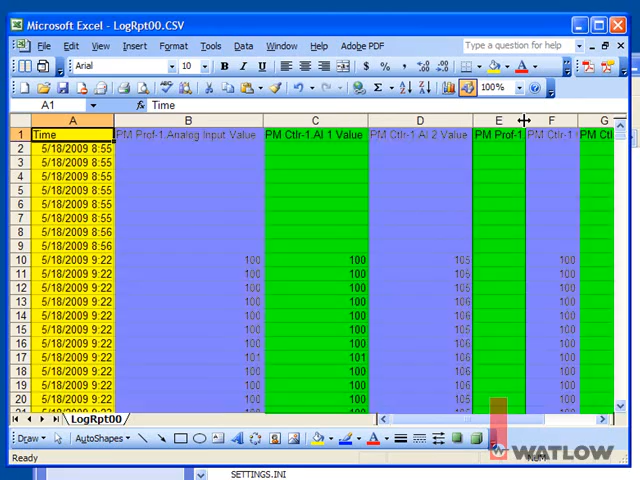 Microsoft Excel - LogRpt00.CSV
File Edit View Insert Format Tools Data Window Help Adobe PDF Type a question for help
Arial 10 B I U $ % , .00
Σ 100%
A1 Time
A B C D E F G
1 Time PM Prof-1.Analog Input Value PM Ctlr-1.AI 1 Value PM Ctlr-1.AI 2 Value PM Prof-1. PM Ctlr-1 PM Ctl
2 5/18/2009 8:55
3 5/18/2009 8:55
4 5/18/2009 8:55
5 5/18/2009 8:55
6 5/18/2009 8:55
7 5/18/2009 8:55
8 5/18/2009 8:56
9 5/18/2009 8:56
10 5/18/2009 9:22 100 100 105 100
11 5/18/2009 9:22 100 100 106 100
12 5/18/2009 9:22 100 100 105 100
13 5/18/2009 9:22 100 100 106 100
14 5/18/2009 9:22 100 100 106 100
15 5/18/2009 9:22 100 100 105 100
16 5/18/2009 9:22 100 100 105 100
17 5/18/2009 9:22 101 101 106 100
18 5/18/2009 9:22 100 100 106 100
19 5/18/2009 9:22 100 100 106 100
20 5/18/2009 9:22 100 100 105 100
LogRpt00
Draw AutoShapes A
Ready NUM
WATLOW
SETTINGS.INI